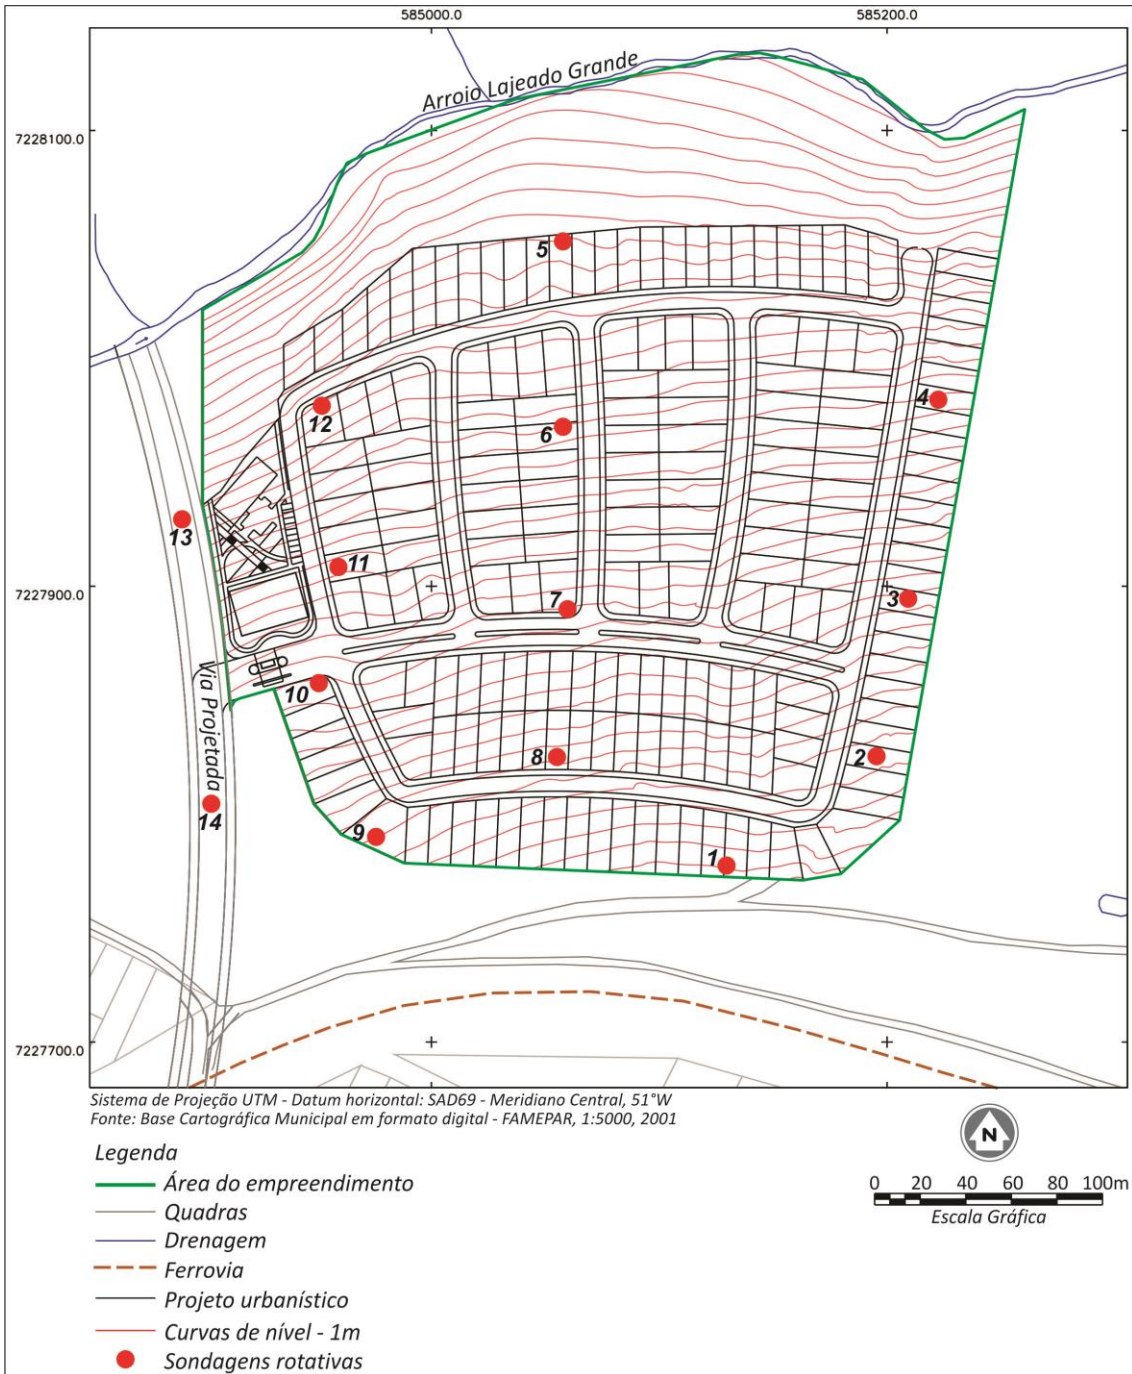 585000.0
585200.0
Arroio Lajeado Grande
7228100.0
5
4
12
6
13
11
7
3
7227900.0
Via Projetada
10
8
2
14
9
1
7227700.0
Sistema de Projeção UTM - Datum horizontal: SAD69 - Meridiano Central, 51°W
Fonte: Base Cartográfica Municipal em formato digital - FAMEPAR, 1:5000, 2001
Legenda
Área do empreendimento
Quadras
Drenagem
Ferrovia
Projeto urbanístico
Curvas de nível - 1m
Sondagens rotativas
N
0 20 40 60 80 100m
Escala Gráfica